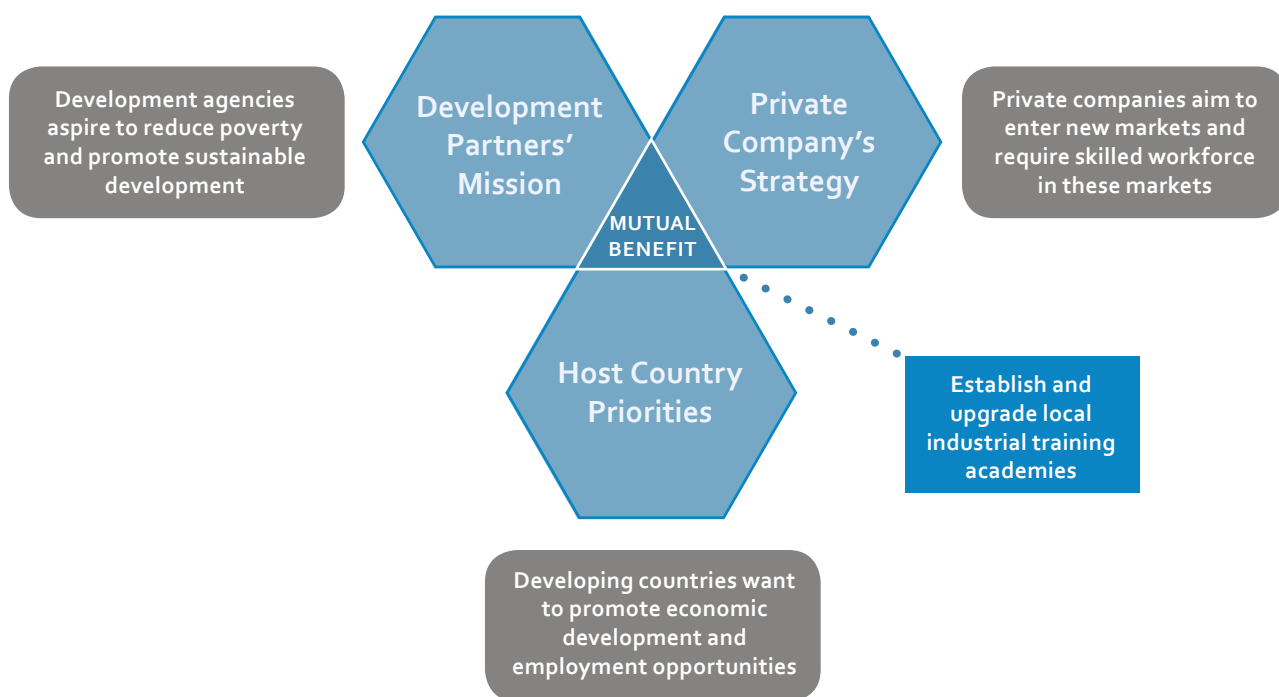 Development agencies
aspire to reduce poverty
and promote sustainable
development
Development
Partners’
Mission
Private
Company’s
Strategy
Private companies aim to
enter new markets and
require skilled workforce
in these markets
MUTUAL
BENEFIT
Host Country
Priorities
Establish and
upgrade local
industrial training
academies
Developing countries want
to promote economic
development and
employment opportunities